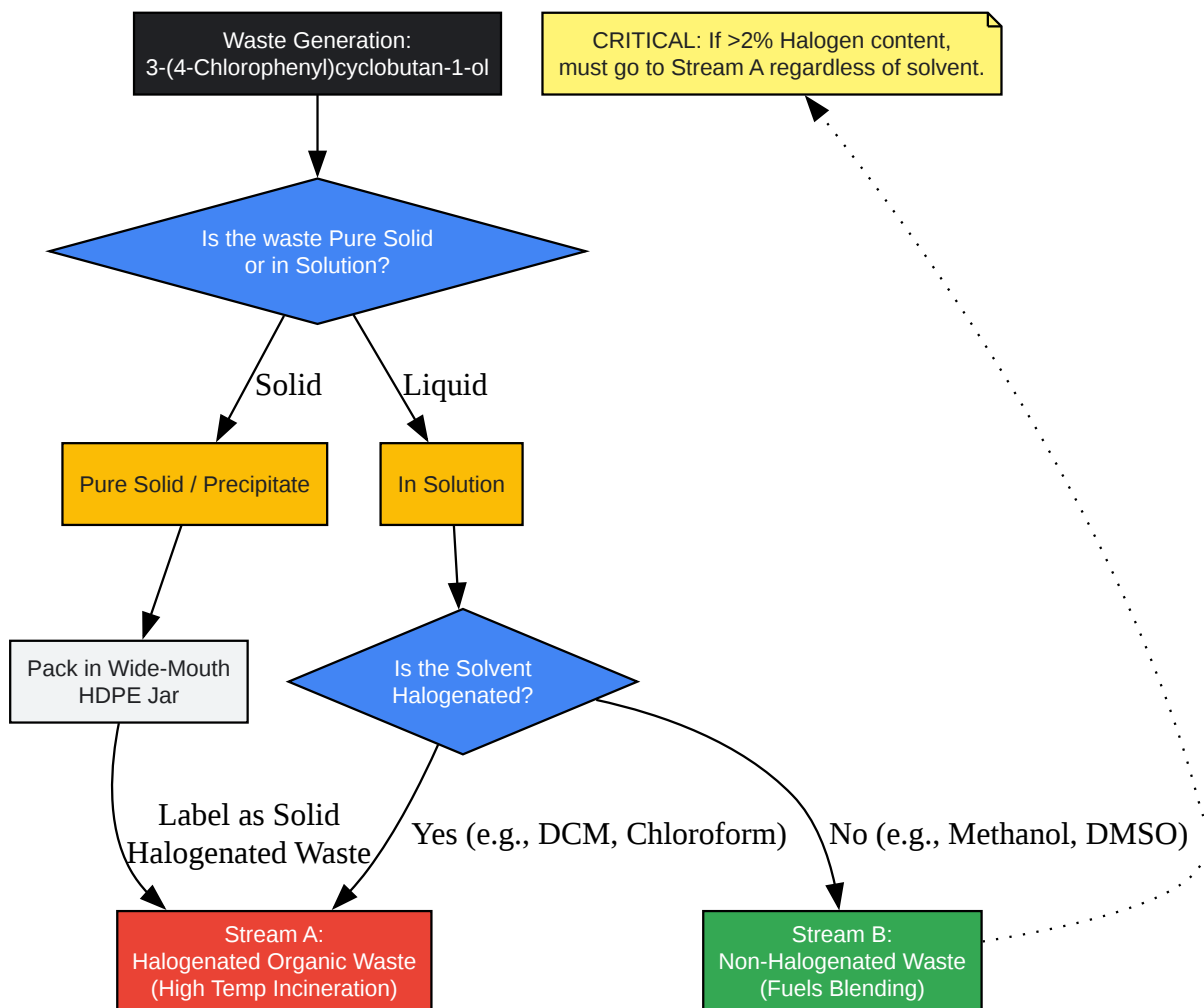 Waste Generation:
3-(4-Chlorophenyl)cyclobutan-1-ol
CRITICAL: If >2% Halogen content,
must go to Stream A regardless of solvent.
Is the waste Pure Solid
or in Solution?
Solid
Liquid
Pure Solid / Precipitate
In Solution
Pack in Wide-Mouth
HDPE Jar
Is the Solvent
Halogenated?
Label as Solid
Halogenated Waste
Yes (e.g., DCM, Chloroform)
No (e.g., Methanol, DMSO)
Stream A:
Halogenated Organic Waste
(High Temp Incineration)
Stream B:
Non-Halogenated Waste
(Fuels Blending)